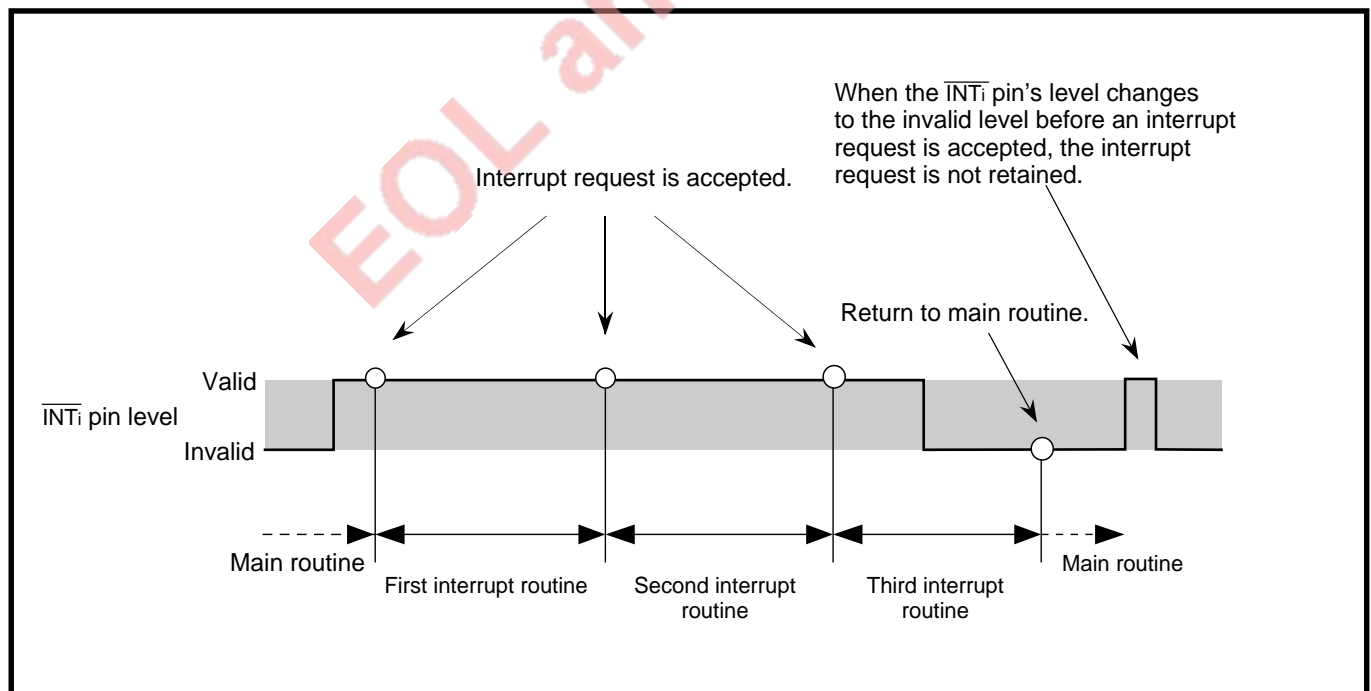 EOL an
When the INTi pin's level changes
to the invalid level before an interrupt
request is accepted, the interrupt
request is not retained.
Interrupt request is accepted.
Return to main routine.
Valid
INTi pin level
Invalid
Main routine
First interrupt routine
Second interrupt
routine
Third interrupt
routine
Main routine